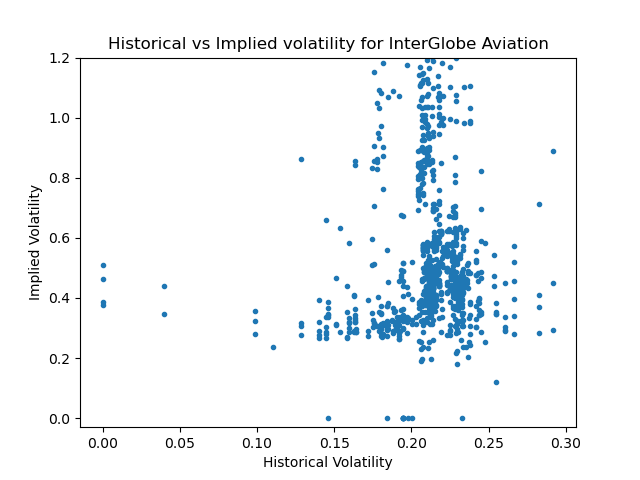 Historical vs Implied volatility for InterGlobe Aviation
1.2
1.0
0.8
0.6
0.4
0.2
0.0
Implied Volatility
0.00 0.05 0.10 0.15 0.20 0.25 0.30
Historical Volatility